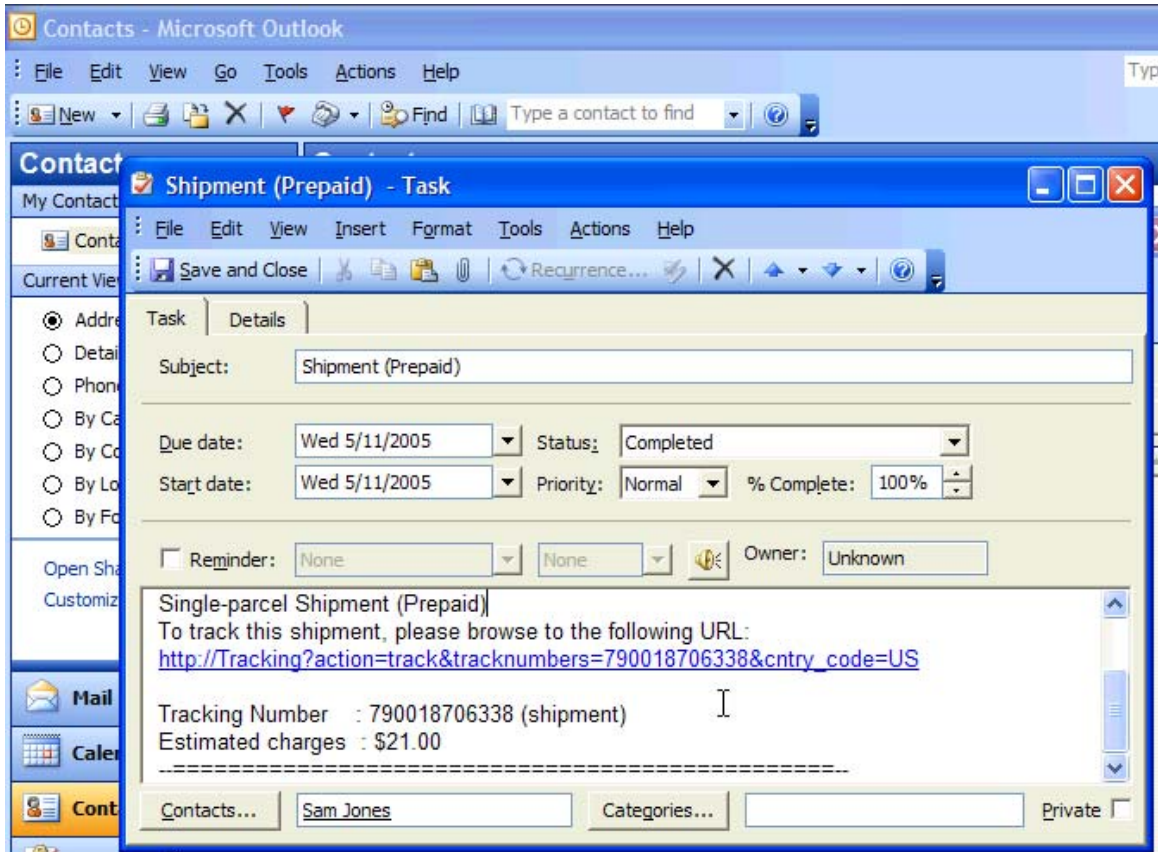 Contacts - Microsoft Outlook
File Edit View Go Tools Actions Help Typ
New Find Type a contact to find
Contact
My Contact
Conta
Current Vie
Addre
Detai
Phon
By Ca
By Co
By Lo
By Fo
Open Sha
Customiz
Mail
Caler
Cont
Shipment (Prepaid) - Task
File Edit View Insert Format Tools Actions Help
Save and Close Recurrence...
Task Details
Subject: Shipment (Prepaid)
Due date: Wed 5/11/2005 Status: Completed
Start date: Wed 5/11/2005 Priority: Normal % Complete: 100%
Reminder: None None Owner: Unknown
Single-parcel Shipment (Prepaid)
To track this shipment, please browse to the following URL:
http://Tracking?action=track&tracknumbers=790018706338&cntry_code=US
Tracking Number : 790018706338 (shipment)
Estimated charges : $21.00
--================================================--
Contacts... Sam Jones Categories... Private